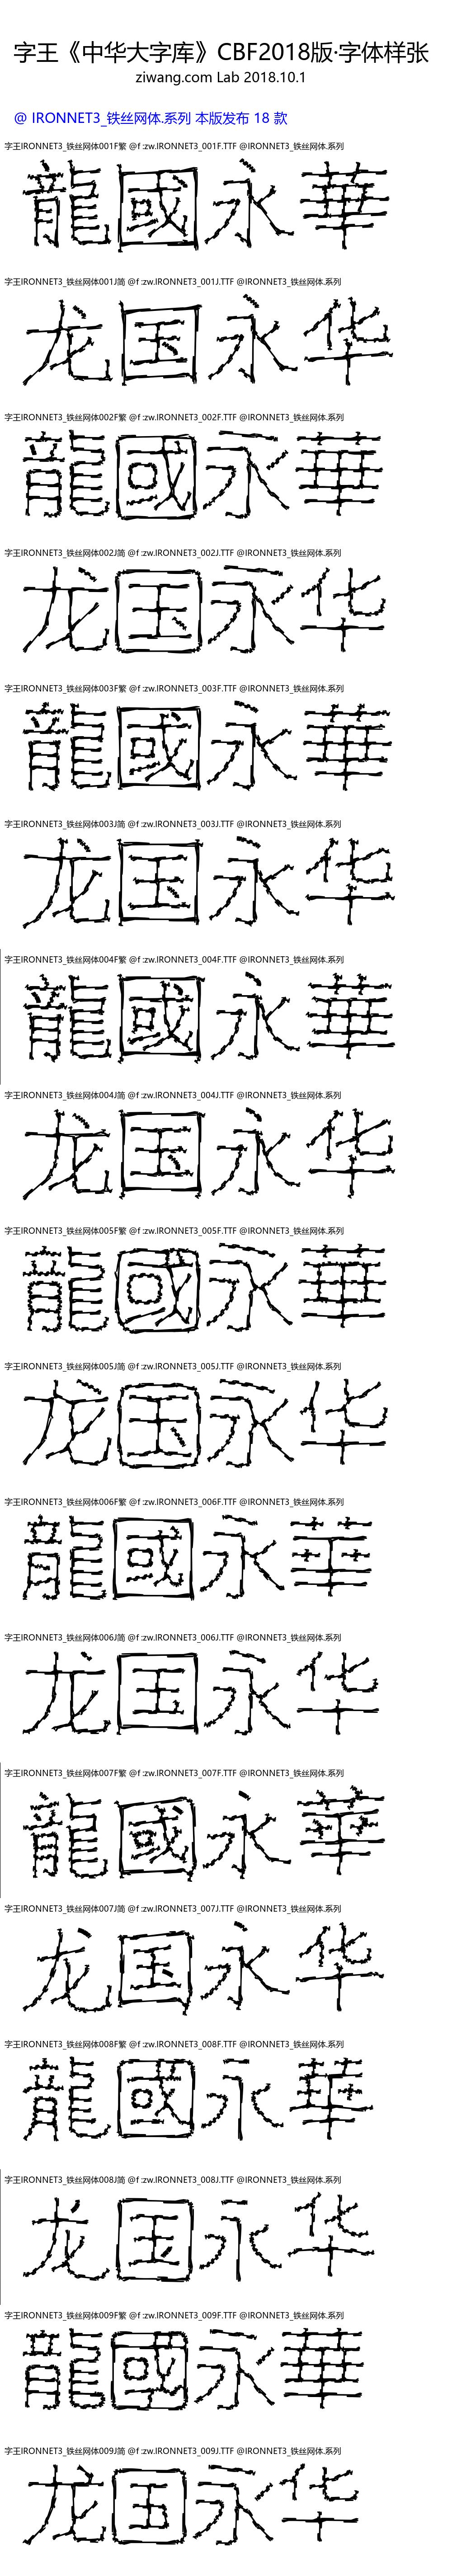 字王《中华大字库》CBF2018版·字体样张
ziwang.com Lab 2018.10.1
@ IRONNET3_铁丝网体.系列 本版发布 18 款
字王IRONNET3_铁丝网体001F繁 @f :zw.IRONNET3_001F.TTF @IRONNET3_铁丝网体.系列
龍國永華
字王IRONNET3_铁丝网体001J简 @f :zw.IRONNET3_001J.TTF @IRONNET3_铁丝网体.系列
龙国永华
字王IRONNET3_铁丝网体002F繁 @f :zw.IRONNET3_002F.TTF @IRONNET3_铁丝网体.系列
龍國永華
字王IRONNET3_铁丝网体002J简 @f :zw.IRONNET3_002J.TTF @IRONNET3_铁丝网体.系列
龙国永华
字王IRONNET3_铁丝网体003F繁 @f :zw.IRONNET3_003F.TTF @IRONNET3_铁丝网体.系列
龍國永華
字王IRONNET3_铁丝网体003J简 @f :zw.IRONNET3_003J.TTF @IRONNET3_铁丝网体.系列
龙国永华
字王IRONNET3_铁丝网体004F繁 @f :zw.IRONNET3_004F.TTF @IRONNET3_铁丝网体.系列
龍國永華
字王IRONNET3_铁丝网体004J简 @f :zw.IRONNET3_004J.TTF @IRONNET3_铁丝网体.系列
龙国永华
字王IRONNET3_铁丝网体005F繁 @f :zw.IRONNET3_005F.TTF @IRONNET3_铁丝网体.系列
龍國永華
字王IRONNET3_铁丝网体005J简 @f :zw.IRONNET3_005J.TTF @IRONNET3_铁丝网体.系列
龙国永华
字王IRONNET3_铁丝网体006F繁 @f :zw.IRONNET3_006F.TTF @IRONNET3_铁丝网体.系列
龍國永華
字王IRONNET3_铁丝网体006J简 @f :zw.IRONNET3_006J.TTF @IRONNET3_铁丝网体.系列
龙国永华
字王IRONNET3_铁丝网体007F繁 @f :zw.IRONNET3_007F.TTF @IRONNET3_铁丝网体.系列
龍國永華
字王IRONNET3_铁丝网体007J简 @f :zw.IRONNET3_007J.TTF @IRONNET3_铁丝网体.系列
龙国永华
字王IRONNET3_铁丝网体008F繁 @f :zw.IRONNET3_008F.TTF @IRONNET3_铁丝网体.系列
龍國永華
字王IRONNET3_铁丝网体008J简 @f :zw.IRONNET3_008J.TTF @IRONNET3_铁丝网体.系列
龙国永华
字王IRONNET3_铁丝网体009F繁 @f :zw.IRONNET3_009F.TTF @IRONNET3_铁丝网体.系列
龍國永華
字王IRONNET3_铁丝网体009J简 @f :zw.IRONNET3_009J.TTF @IRONNET3_铁丝网体.系列
龙国永华